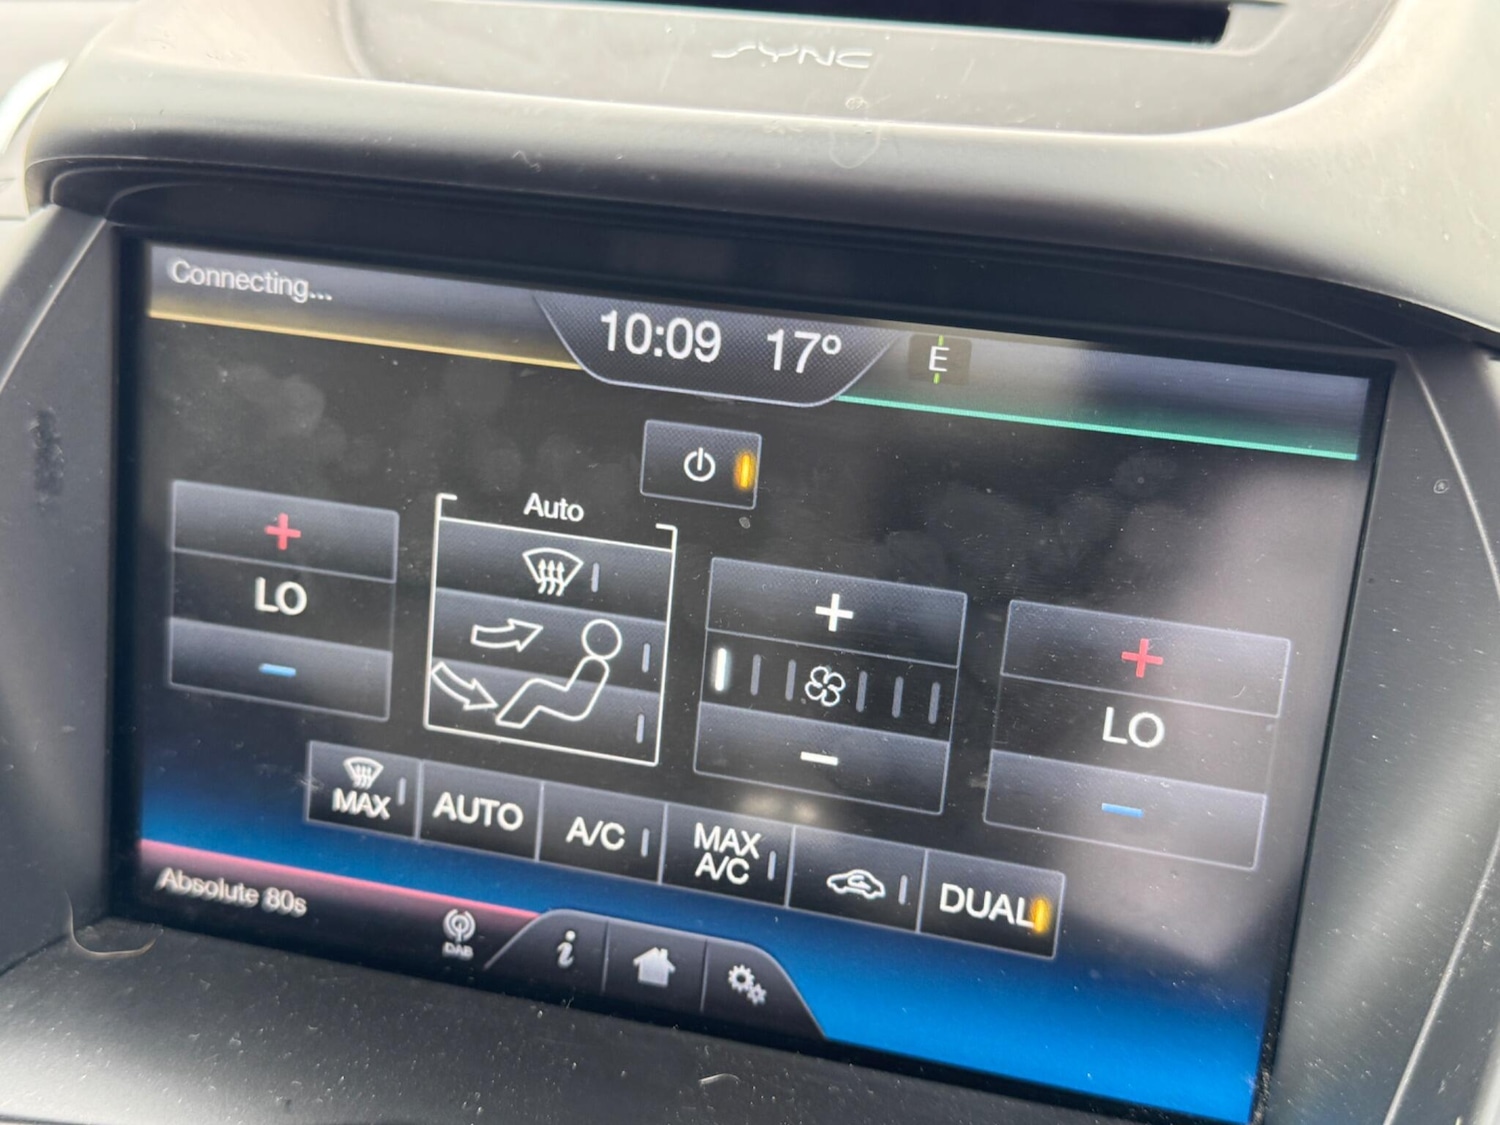 SYNC
Connecting...
10:09 17°
E
Auto
LO
LO
MAX
AUTO
A/C
MAX
A/C
DUAL
Absolute 80s
DAB
i